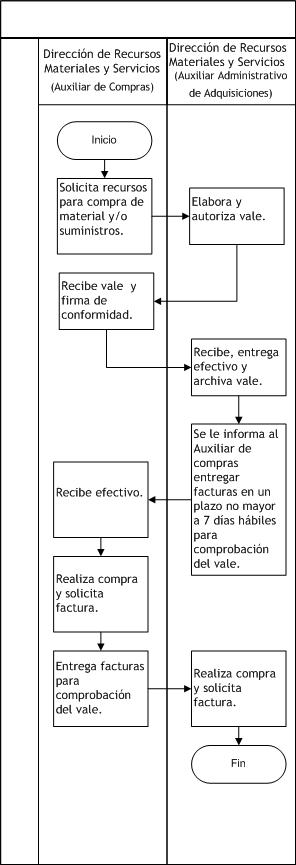 Dirección de Recursos
Materiales y Servicios
(Auxiliar de Compras)
Dirección de Recursos
Materiales y Servicios
(Auxiliar Administrativo
de Adquisiciones)
Inicio
Solicita recursos
para compra de
material y/o
suministros.
Elabora y
autoriza vale.
Recibe vale y
firma de
conformidad.
Recibe, entrega
efectivo y
archiva vale.
Se le informa al
Auxiliar de
compras
entregar
facturas en un
plazo no mayor
a 7 días hábiles
para
comprobación
del vale.
Recibe efectivo.
Realiza compra
y solicita
factura.
Entrega facturas
para
comprobación
del vale.
Realiza compra
y solicita
factura.
Fin